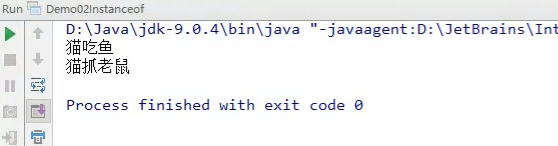 Run Demo02Instanceof
D:\Java\jdk-9.0.4\bin\java "-javaagent:D:\JetBrains\Int
猫吃鱼
猫抓老鼠
Process finished with exit code 0